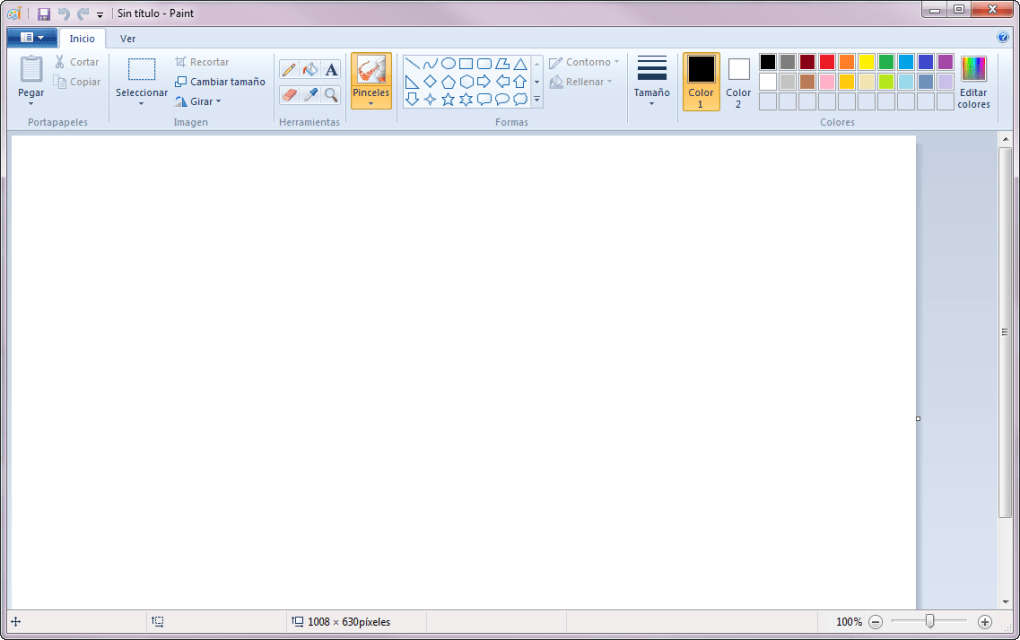 Sin título - Paint
Inicio
Ver
Pegar
Cortar
Copiar
Portapapeles
Seleccionar
Recortar
Cambiar tamaño
Girar
Imagen
A
Herramientas
Pinceles
Contorno
Rellenar
Formas
Tamaño
Color
1
Color
2
Editar
colores
Colores
1008 × 630píxeles
100%